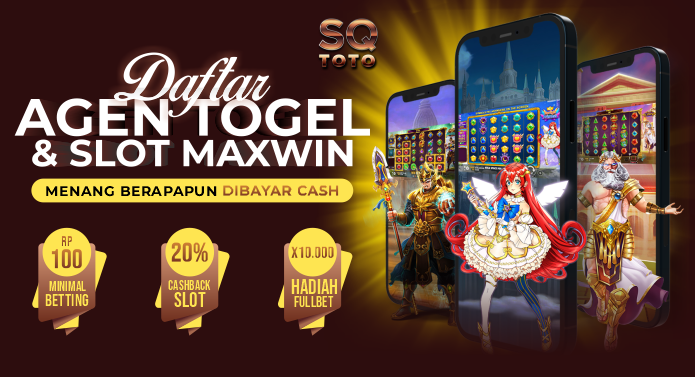 SQ
TOTO
Daftar
AGEN TOGEL
& SLOT MAXWIN
MENANG BERAPAPUN DIBAYAR CASH
RP
100
MINIMAL
BETTING
20%
CASHBACK
SLOT
X10.000
HADIAH
FULLBET